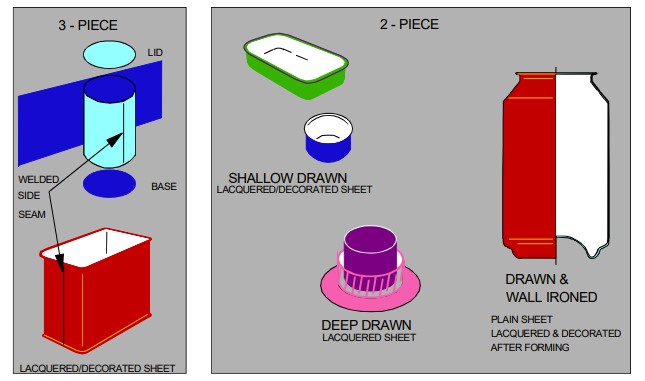 3 - PIECE
LID
WELDED
SIDE
SEAM
BASE
LACQUERED/DECORATED SHEET
2 - PIECE
SHALLOW DRAWN
LACQUERED/DECORATED SHEET
DEEP DRAWN
LACQUERED SHEET
DRAWN &
WALL IRONED
PLAIN SHEET
LACQUERED & DECORATED
AFTER FORMING